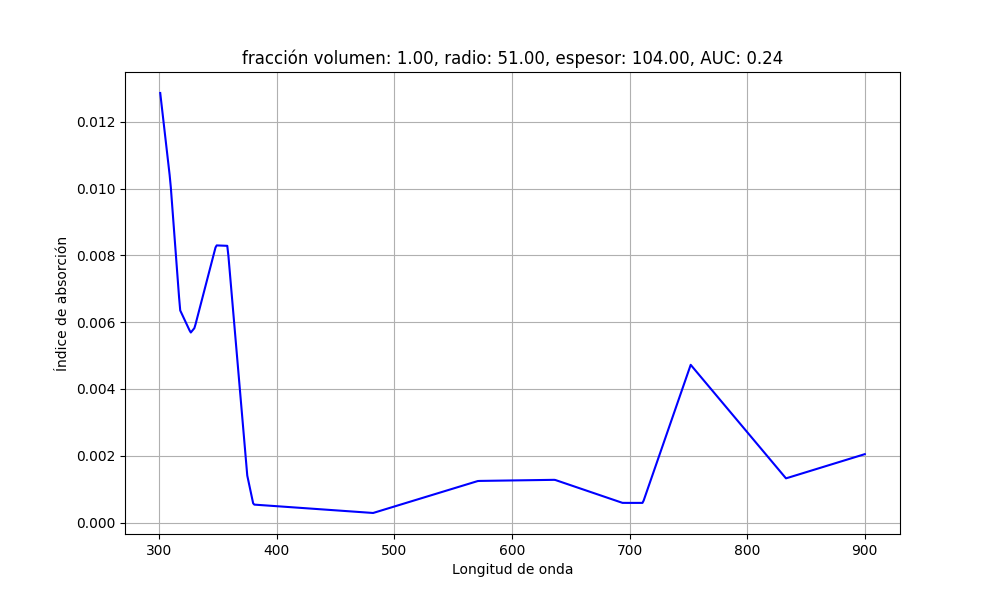 fracción volumen: 1.00, radio: 51.00, espesor: 104.00, AUC: 0.24
0.012
0.010
0.008
0.006
0.004
0.002
0.000
Índice de absorción
300 400 500 600 700 800 900
Longitud de onda